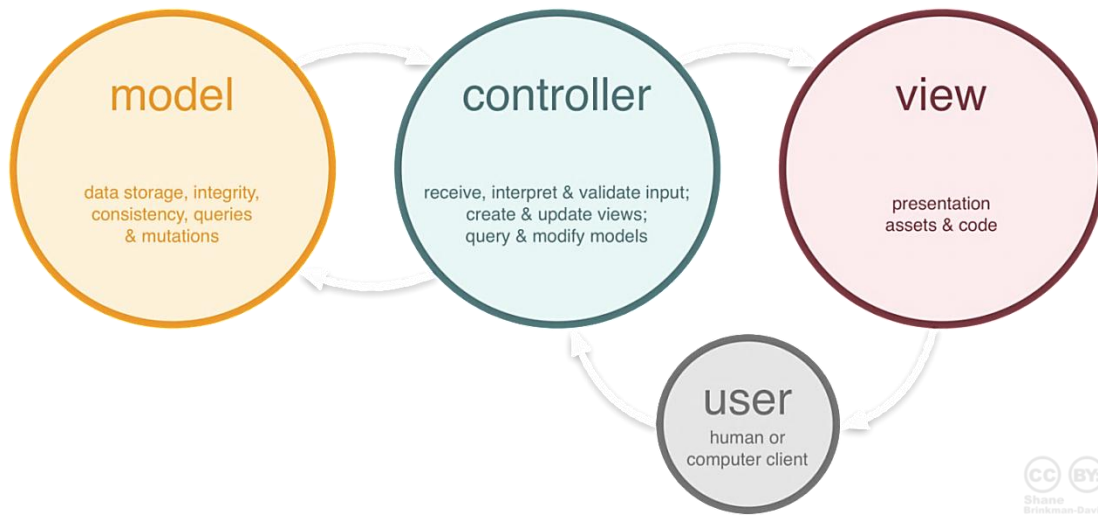 model
data storage, integrity,
consistency, queries
& mutations
controller
receive, interpret & validate input;
create & update views;
query & modify models
view
presentation
assets & code
user
human or
computer client
CC BY
Shane